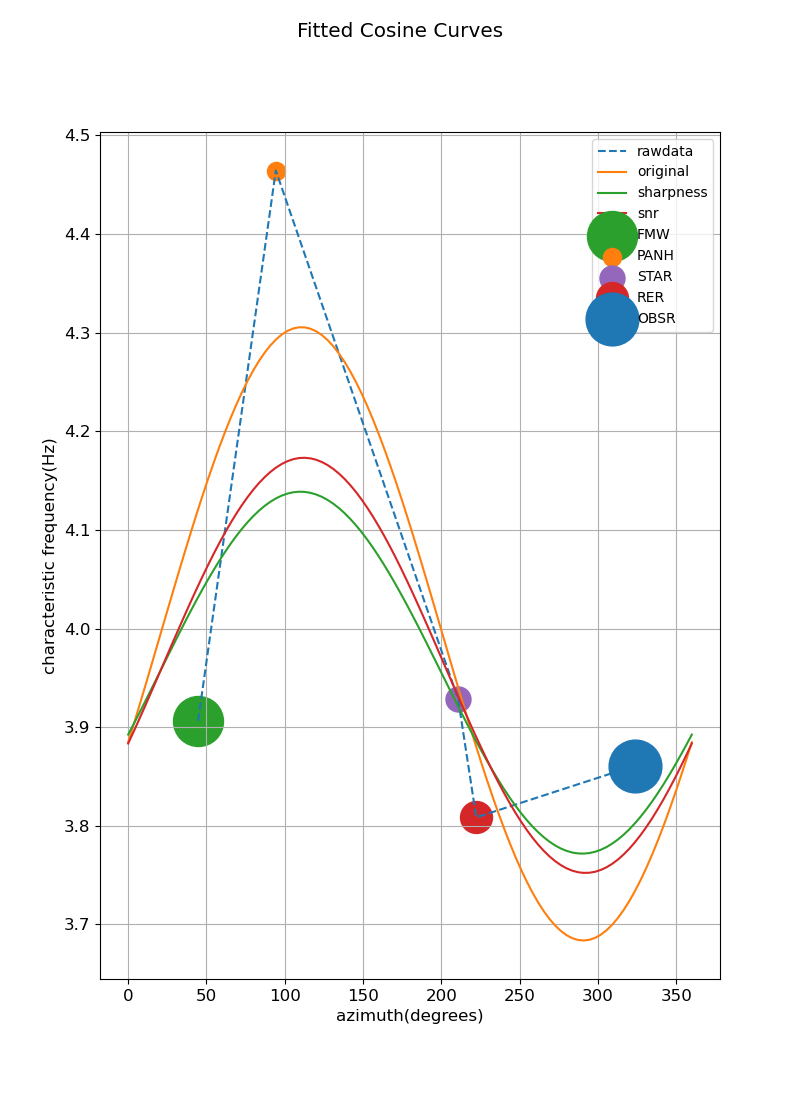 Fitted Cosine Curves
4.5
4.4
4.3
4.2
4.1
4.0
3.9
3.8
3.7
characteristic frequency(Hz)
rawdata
original
sharpness
snr
FMW
PANH
STAR
RER
OBSR
0 50 100 150 200 250 300 350
azimuth(degrees)